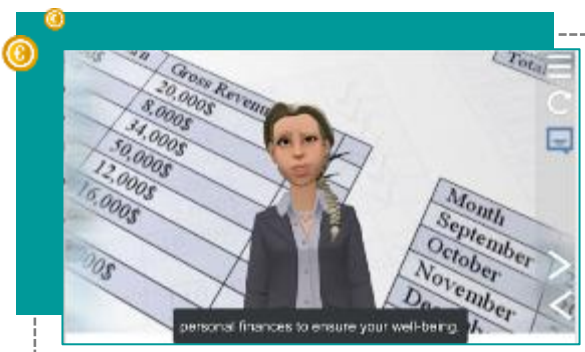 Gross Revenu
20,000$
8,000$
34,000$
50,000$
12,000$
16,000$
Total
Month
September
October
November
personal finances to ensure your well-being.